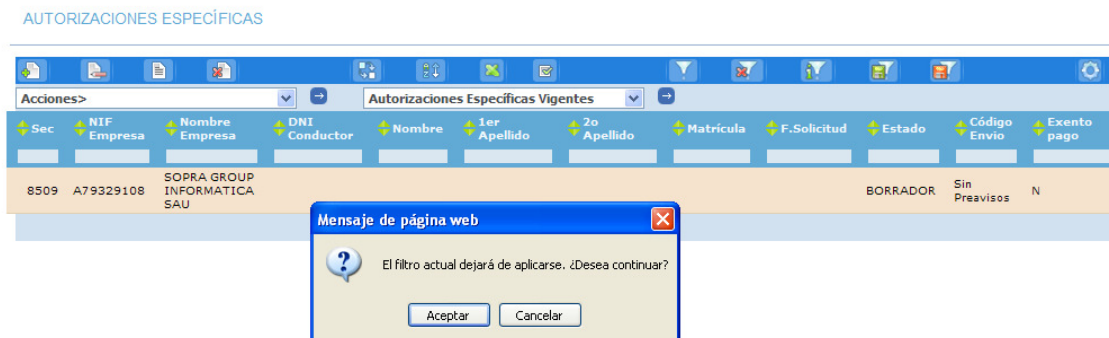 AUTORIZACIONES ESPECÍFICAS
Acciones> Autorizaciones Específicas Vigentes
Sec NIF Empresa Nombre Empresa DNI Conductor Nombre 1er Apellido 2o Apellido Matrícula F.Solicitud Estado Código Envio Exento pago
8509 A79329108 SOPRA GROUP INFORMATICA SAU BORRADOR Sin Preavisos N
Mensaje de página web
El filtro actual dejará de aplicarse. ¿Desea continuar?
Aceptar Cancelar